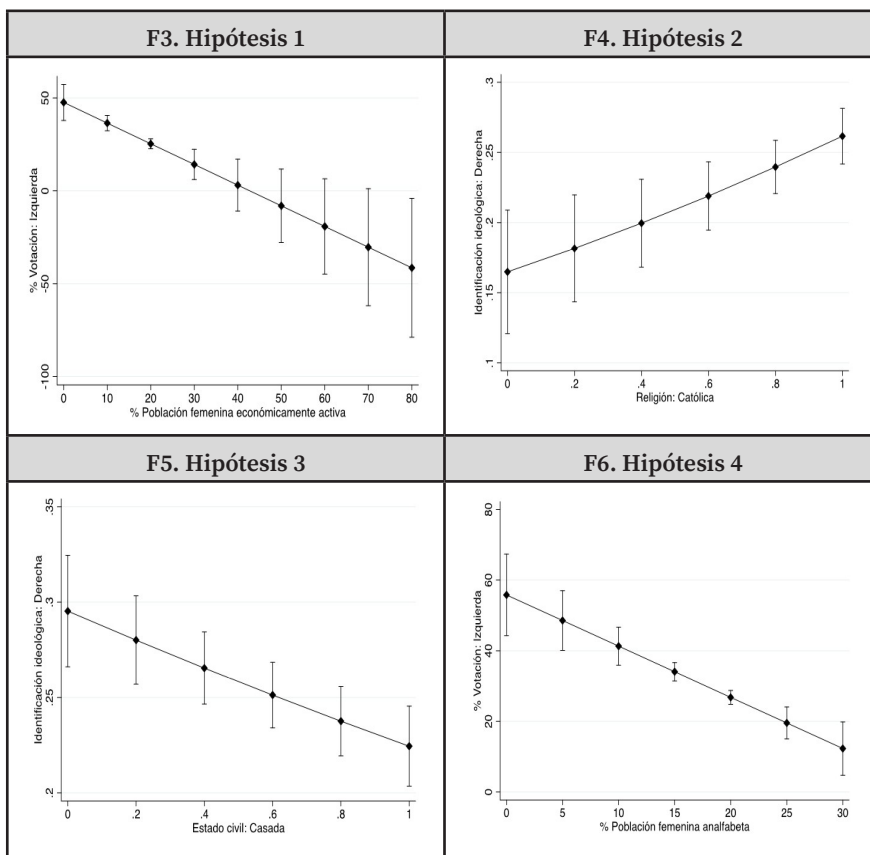 F3. Hipótesis 1
F4. Hipótesis 2
% Votación: Izquierda
50
0
-50
-100
0 10 20 30 40 50 60 70 80
% Población femenina económicamente activa
Identificación ideológica: Derecha
.3
.25
.2
.15
.1
0 .2 .4 .6 .8 1
Religión: Católica
F5. Hipótesis 3
F6. Hipótesis 4
Identificación ideológica: Derecha
.35
.3
.25
.2
0 .2 .4 .6 .8 1
Estado civil: Casada
% Votación: Izquierda
80
60
40
20
0
0 5 10 15 20 25 30
% Población femenina analfabeta